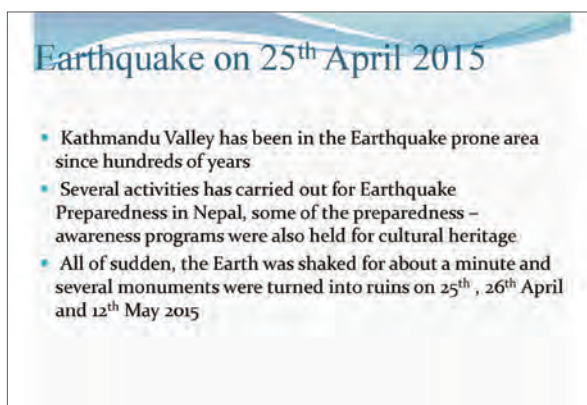 Earthquake on 25th April 2015
• Kathmandu Valley has been in the Earthquake prone area
since hundreds of years
• Several activities has carried out for Earthquake
Preparedness in Nepal, some of the preparedness –
awareness programs were also held for cultural heritage
• All of sudden, the Earth was shaked for about a minute and
several monuments were turned into ruins on 25th , 26th April
and 12th May 2015